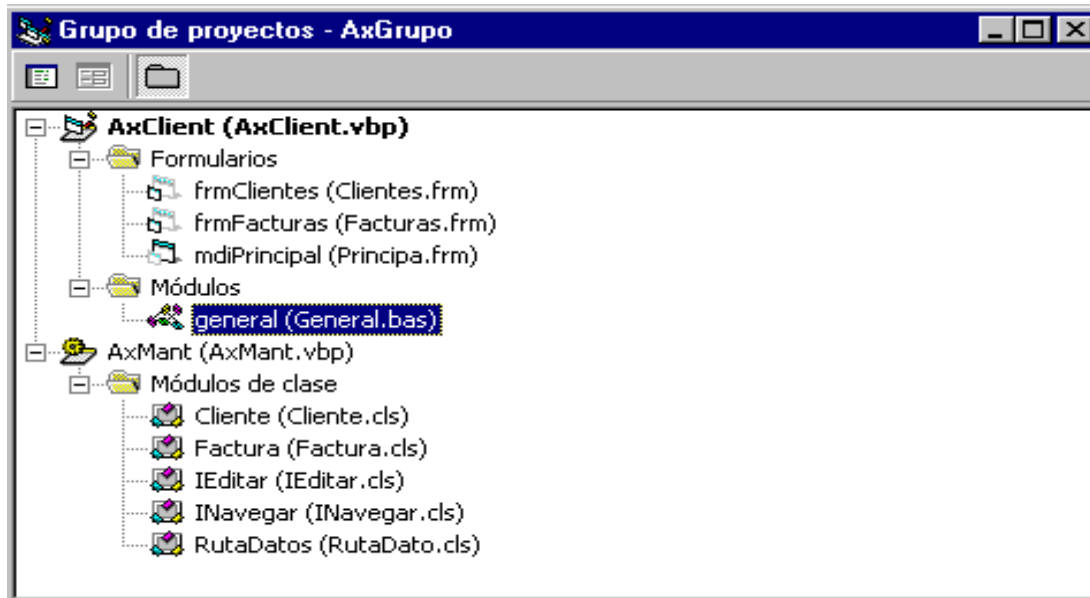 Grupo de proyectos - AxGrupo
AxClient (AxClient.vbp)
Formularios
frmClientes (Clientes.frm)
frmFacturas (Facturas.frm)
mdiPrincipal (Principa.frm)
Módulos
general (General.bas)
AxMant (AxMant.vbp)
Módulos de clase
Cliente (Cliente.cls)
Factura (Factura.cls)
IEditar (IEditar.cls)
INavegar (INavegar.cls)
RutaDatos (RutaDato.cls)